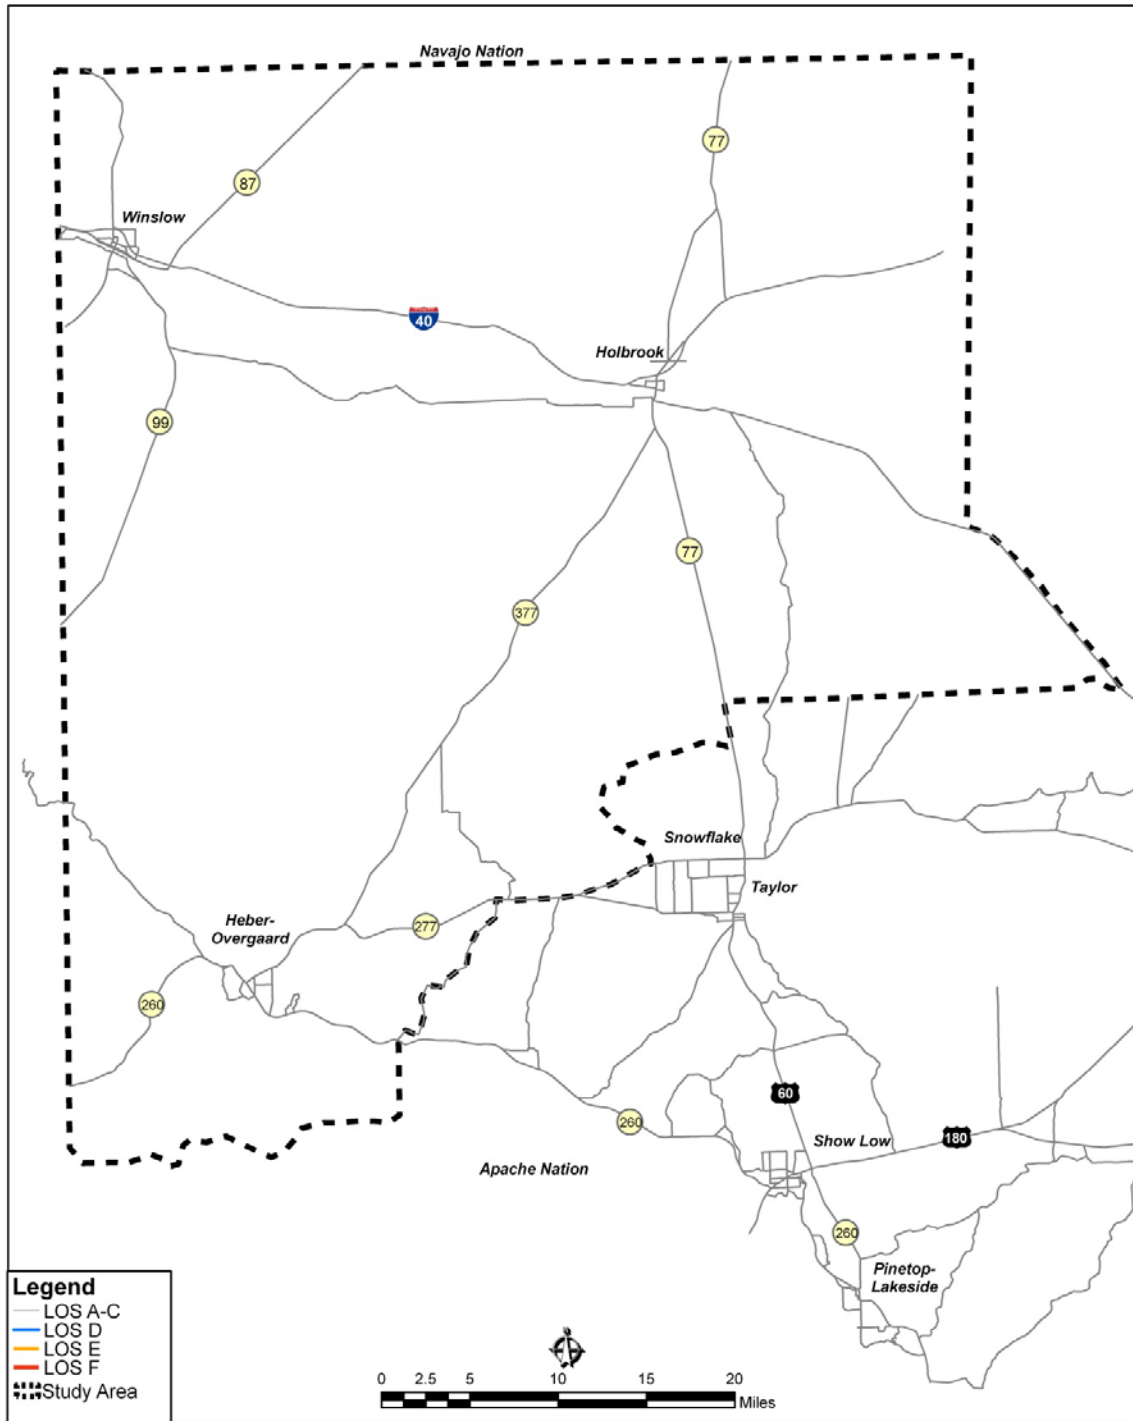 Navajo Nation
77
87
Winslow
40
Holbrook
99
77
377
Snowflake
Taylor
Heber-
Overgaard
277
260
60
260
Show Low
180
Apache Nation
260
Pinetop-
Lakeside
Legend
LOS A-C
LOS D
LOS E
LOS F
Study Area
0 2.5 5 10 15 20
Miles